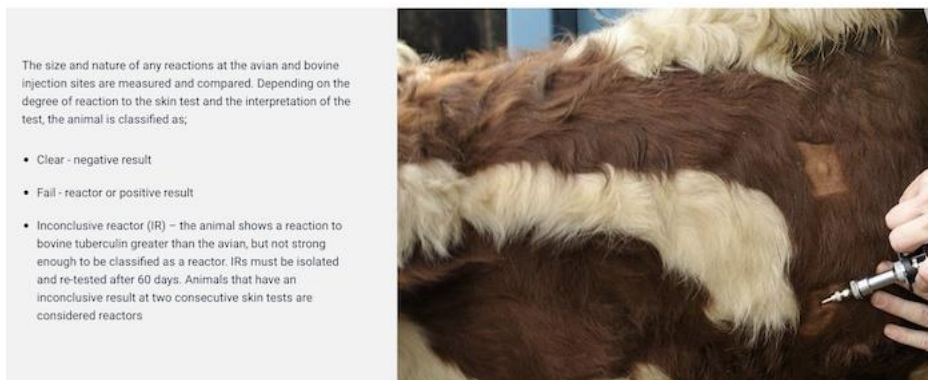 The size and nature of any reactions at the avian and bovine
injection sites are measured and compared. Depending on the
degree of reaction to the skin test and the interpretation of the
test, the animal is classified as;
• Clear - negative result
• Fail - reactor or positive result
• Inconclusive reactor (IR) – the animal shows a reaction to
bovine tuberculin greater than the avian, but not strong
enough to be classified as a reactor. IRs must be isolated
and re-tested after 60 days. Animals that have an
inconclusive result at two consecutive skin tests are
considered reactors